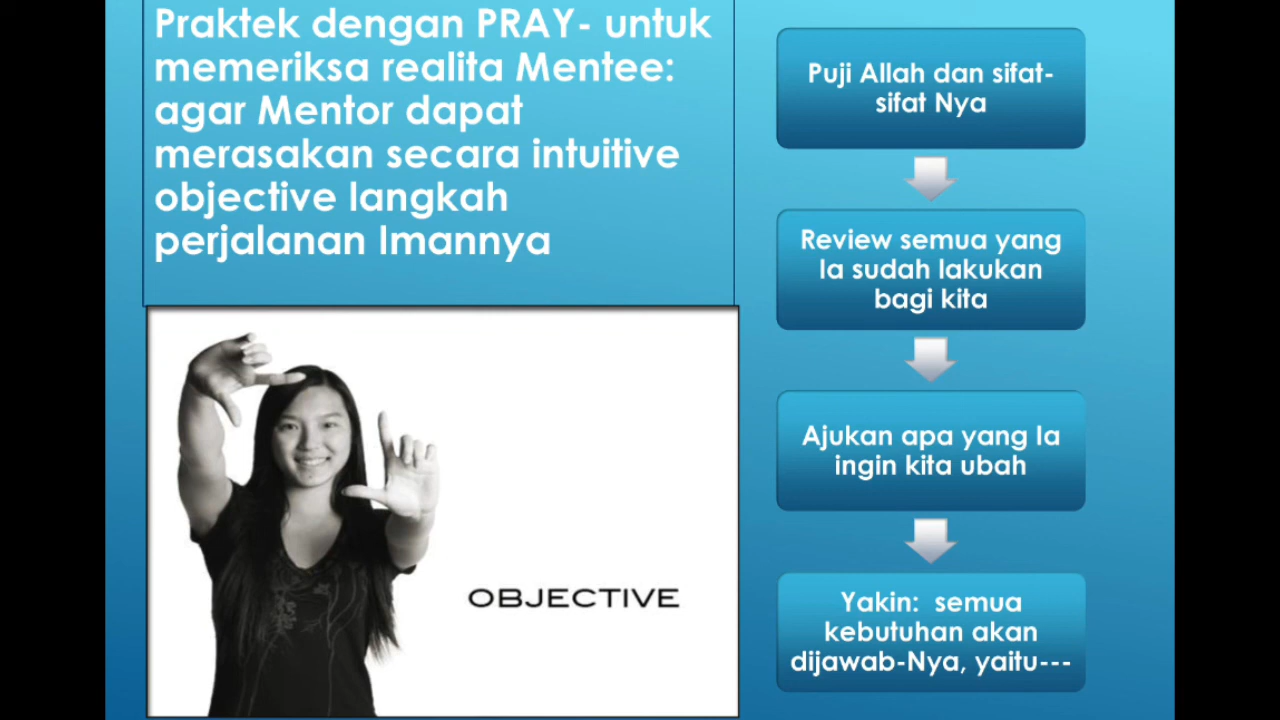 Praktek dengan PRAY- untuk
memeriksa realita Mentee:
agar Mentor dapat
merasakan secara intuitive
objective langkah
perjalanan Imannya
OBJECTIVE
Puji Allah dan sifat-
sifat Nya
Review semua yang
Ia sudah lakukan
bagi kita
Ajukan apa yang Ia
ingin kita ubah
Yakin:  semua
kebutuhan akan
dijawab-Nya, yaitu---